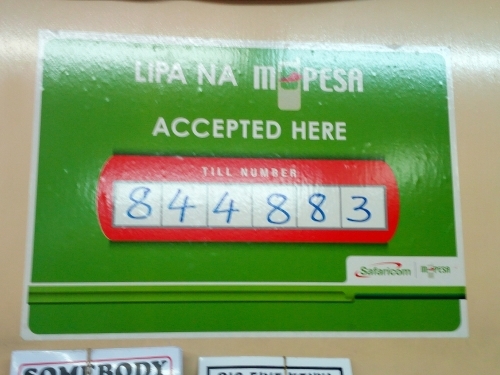 LIPA NA M-PESA
ACCEPTED HERE
TILL NUMBER
844883
Safaricom M-PESA
SOMEBODY